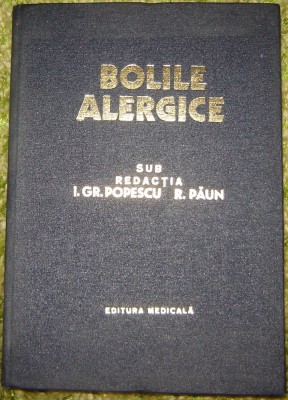 BOLILE
ALERGICE
SUB
REDACȚIA
I. GR. POPESCU R. PĂUN
EDITURA MEDICALĂ